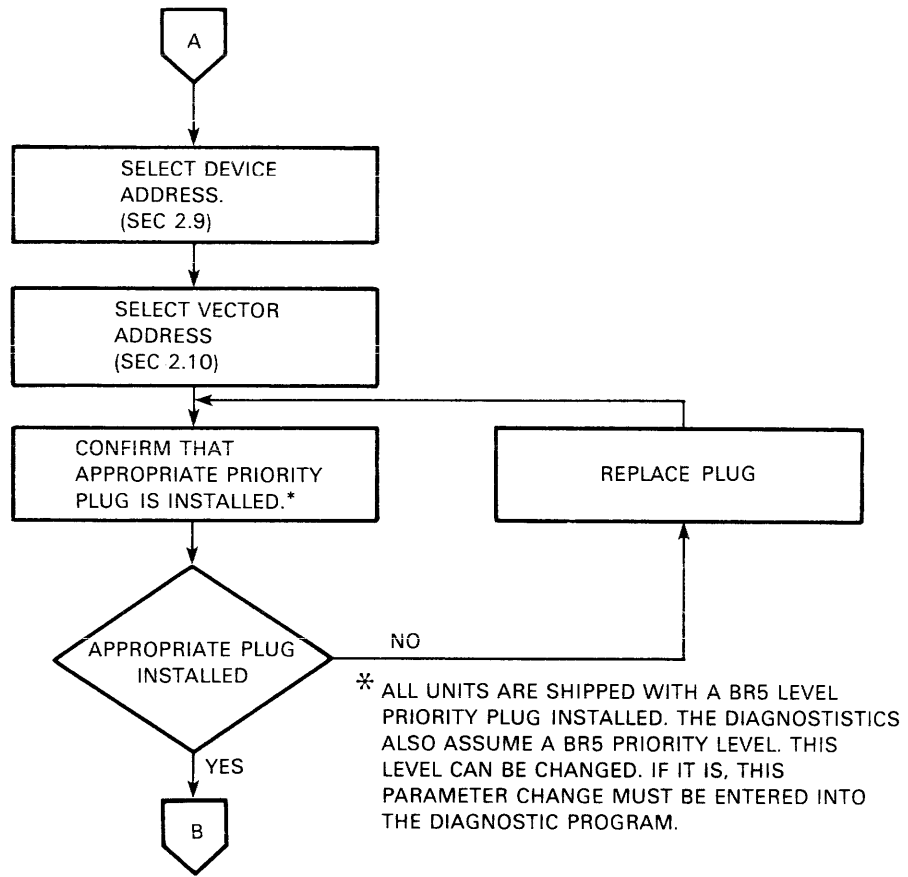 A
SELECT DEVICE
ADDRESS.
(SEC 2.9)
SELECT VECTOR
ADDRESS
(SEC 2.10)
CONFIRM THAT
APPROPRIATE PRIORITY
PLUG IS INSTALLED.*
REPLACE PLUG
APPROPRIATE PLUG
INSTALLED
NO
YES
B
* ALL UNITS ARE SHIPPED WITH A BR5 LEVEL
PRIORITY PLUG INSTALLED. THE DIAGNOSTISTICS
ALSO ASSUME A BR5 PRIORITY LEVEL. THIS
LEVEL CAN BE CHANGED. IF IT IS, THIS
PARAMETER CHANGE MUST BE ENTERED INTO
THE DIAGNOSTIC PROGRAM.